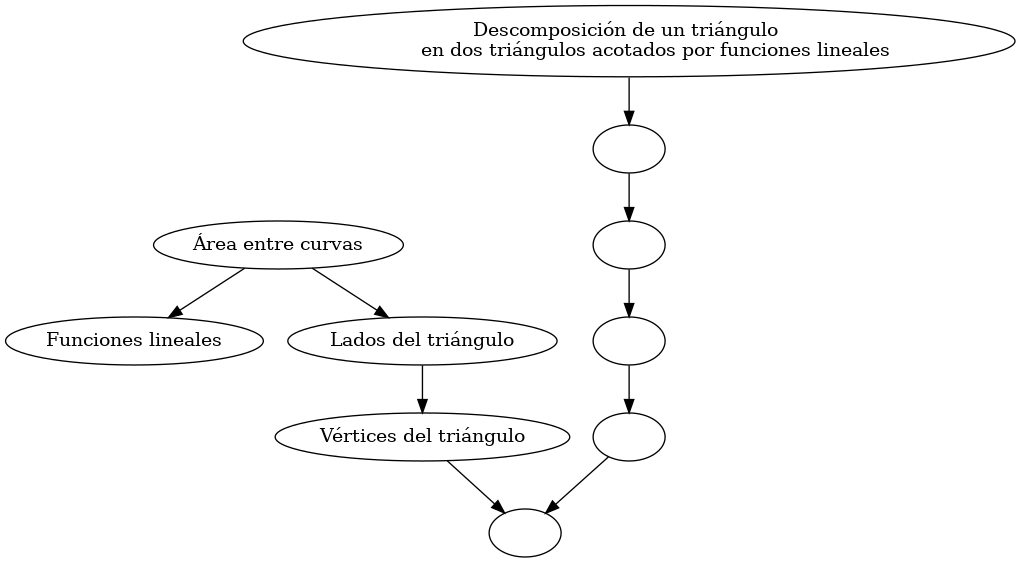 Descomposición de un triángulo
en dos triángulos acotados por funciones lineales
Área entre curvas
Funciones lineales
Lados del triángulo
Vértices del triángulo